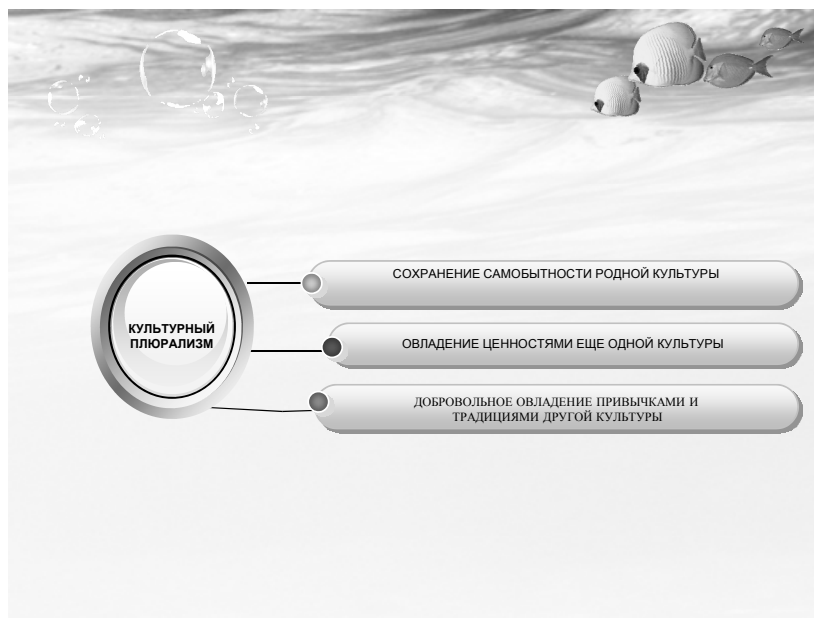 СОХРАНЕНИЕ САМОБЫТНОСТИ РОДНОЙ КУЛЬТУРЫ
КУЛЬТУРНЫЙ
ПЛЮРАЛИЗМ
ОВЛАДЕНИЕ ЦЕННОСТЯМИ ЕЩЕ ОДНОЙ КУЛЬТУРЫ
ДОБРОВОЛЬНОЕ ОВЛАДЕНИЕ ПРИВЫЧКАМИ И
ТРАДИЦИЯМИ ДРУГОЙ КУЛЬТУРЫ